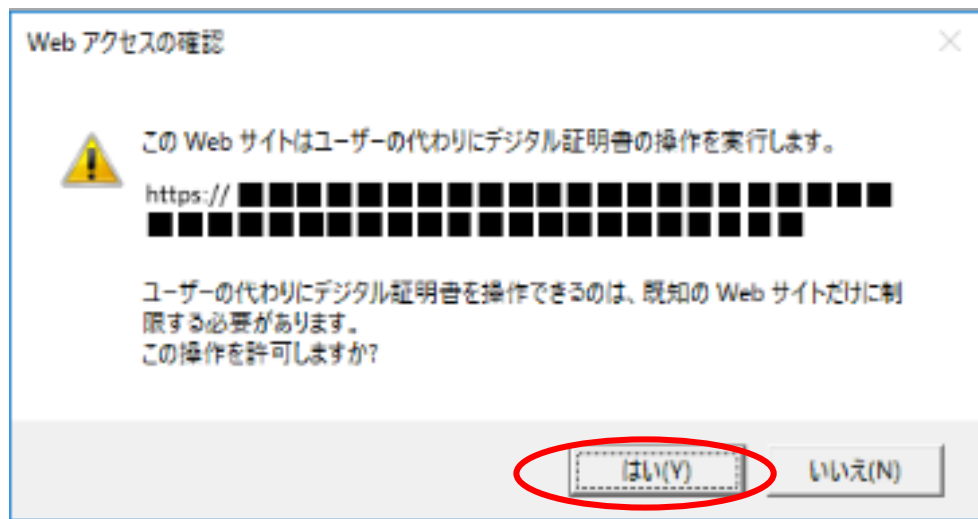 Web アクセスの確認
この Web サイトはユーザーの代わりにデジタル証明書の操作を実行します。
https://
ユーザーの代わりにデジタル証明書を操作できるのは、既知の Web サイトだけに制
限する必要があります。
この操作を許可しますか?
はい(Y)
いいえ(N)